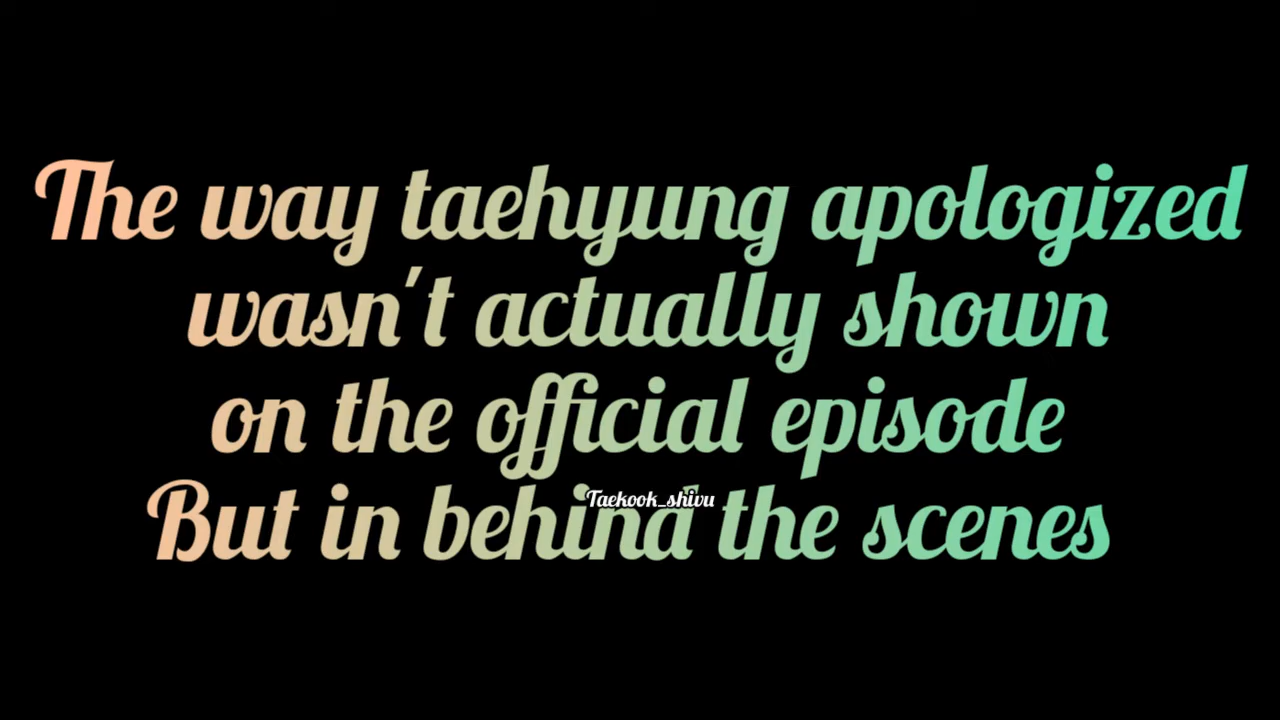 The way taehyung apologized
wasn't actually shown
on the official episode
But in behind the scenes
Taekook_shivu